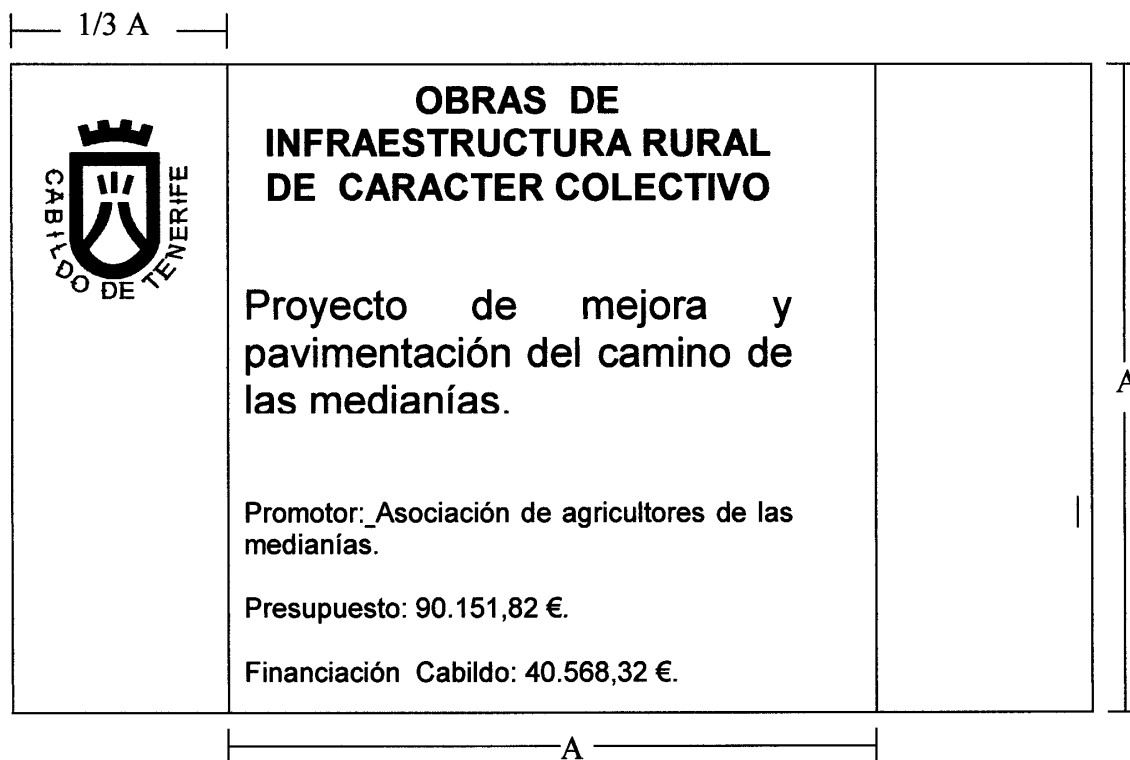 1/3 A
CABILDO DE TENERIFE
OBRAS DE
INFRAESTRUCTURA RURAL
DE CARACTER COLECTIVO
Proyecto de mejora y
pavimentación del camino de
las medianías.
A
Promotor:_Asociación de agricultores de las
medianías.
Presupuesto: 90.151,82 €.
Financiación Cabildo: 40.568,32 €.
A